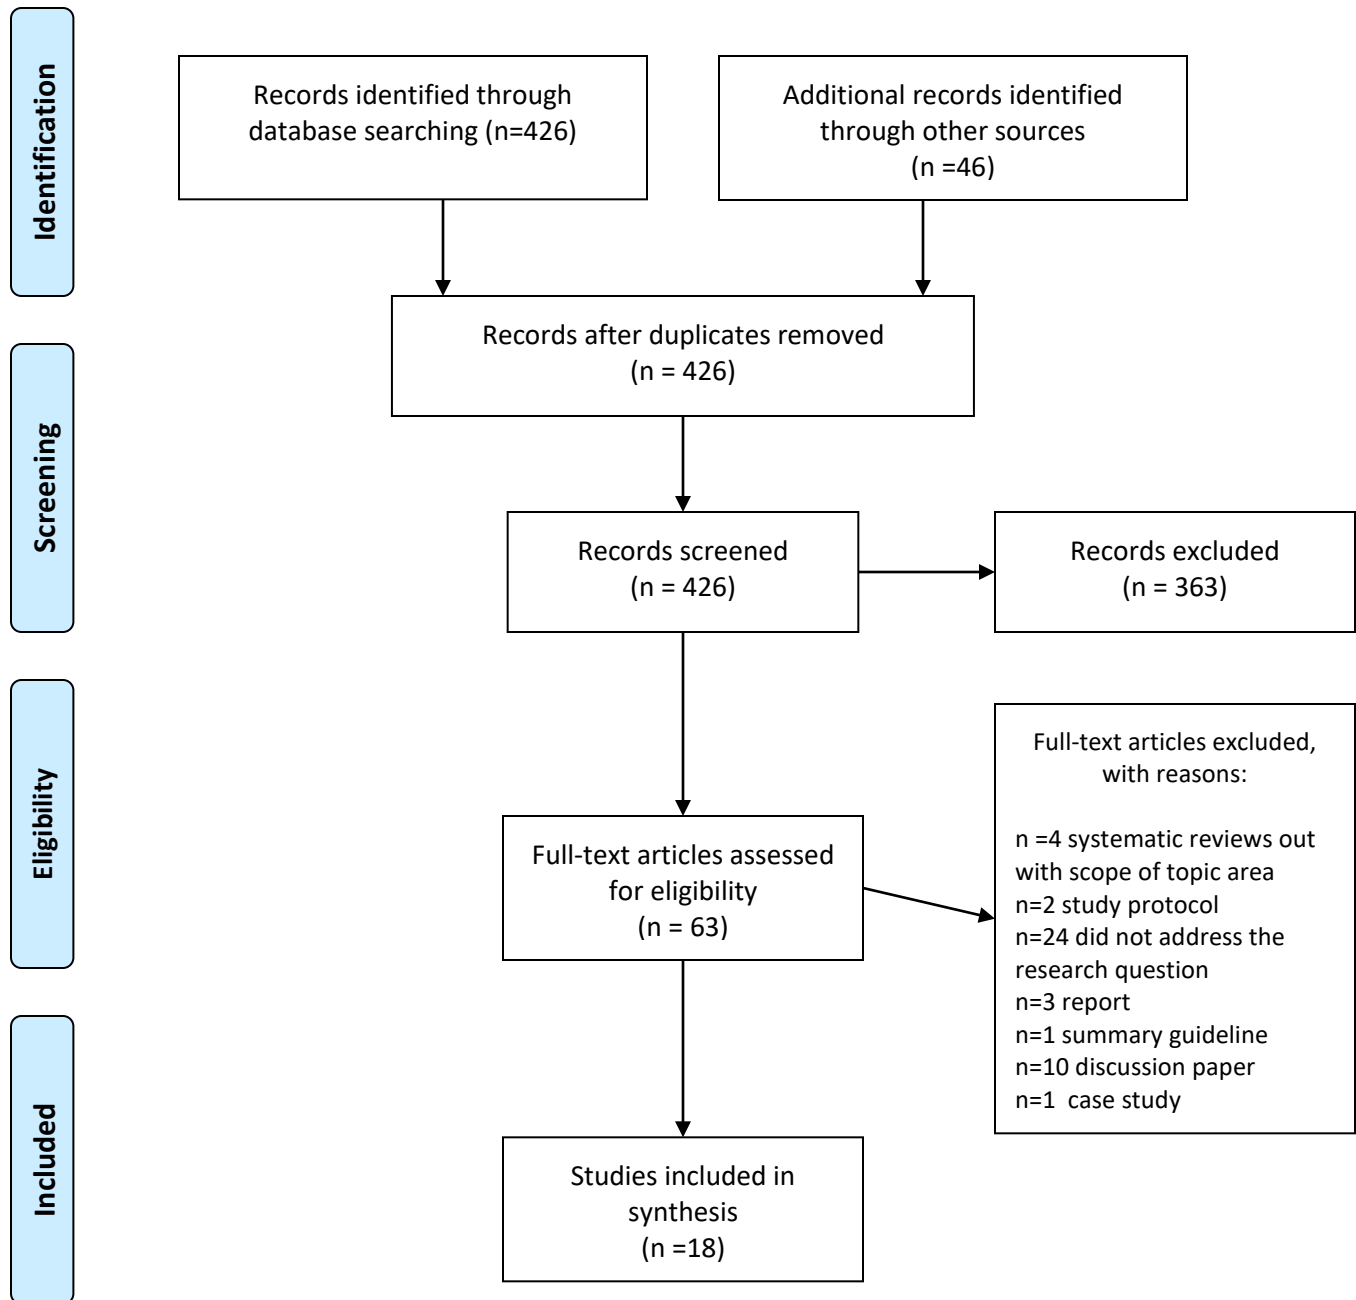 Identification
Records identified through
database searching (n=426)
Additional records identified
through other sources
(n =46)
Records after duplicates removed
(n = 426)
Screening
Records screened
(n = 426)
Records excluded
(n = 363)
Eligibility
Full-text articles assessed
for eligibility
(n = 63)
Full-text articles excluded,
with reasons:
n =4 systematic reviews out
with scope of topic area
n=2 study protocol
n=24 did not address the
research question
n=3 report
n=1 summary guideline
n=10 discussion paper
n=1  case study
Included
Studies included in
synthesis
(n =18)